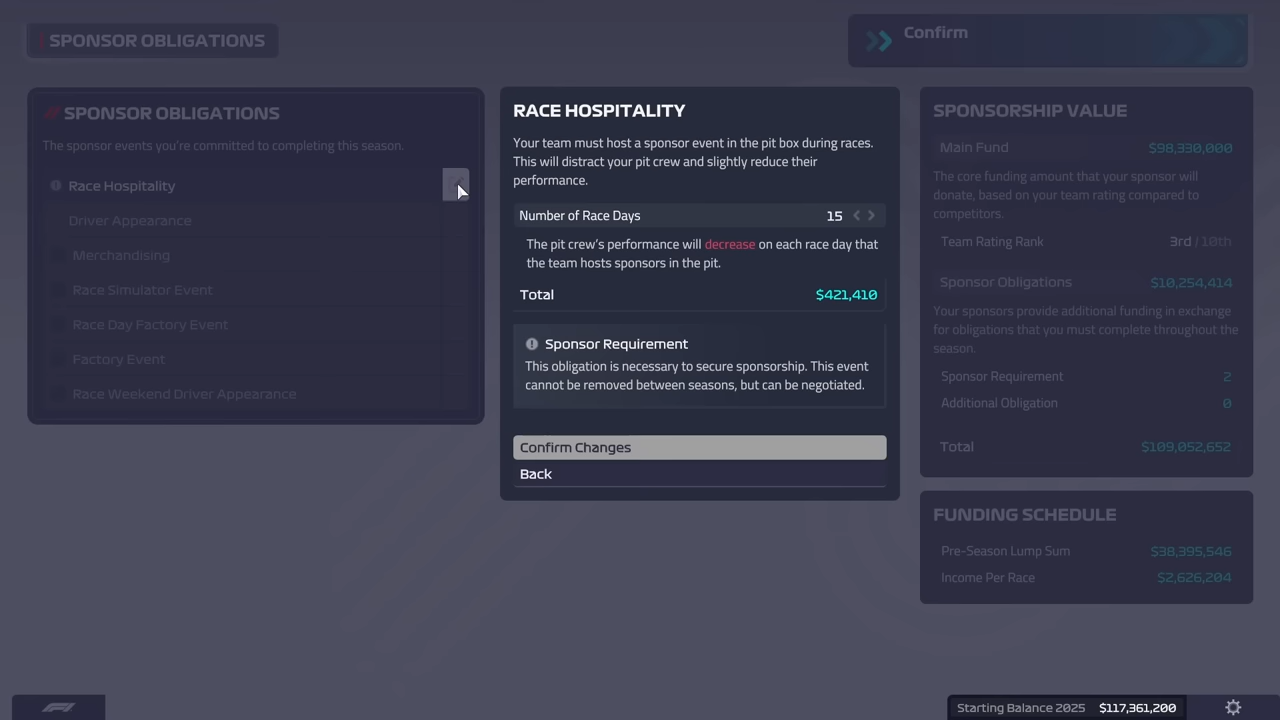 SPONSOR OBLIGATIONS
Confirm
SPONSOR OBLIGATIONS
The sponsor events you're committed to completing this season.
Race Hospitality
Driver Appearance
Merchandising
Race Simulator Event
Race Day Factory Event
Factory Event
Race Weekend Driver Appearance
RACE HOSPITALITY
Your team must host a sponsor event in the pit box during races.
This will distract your pit crew and slightly reduce their
performance.
Number of Race Days 15
The pit crew's performance will decrease on each race day that
the team hosts sponsors in the pit.
Total $421,410
Sponsor Requirement
This obligation is necessary to secure sponsorship. This event
cannot be removed between seasons, but can be negotiated.
Confirm Changes
Back
SPONSORSHIP VALUE
Main Fund $98,330,000
The core funding amount that your sponsor will
donate, based on your team rating compared to
competitors.
Team Rating Rank 3rd / 10th
Sponsor Obligations $10,254,414
Your sponsors provide additional funding in exchange
for obligations that you must complete throughout the
season.
Sponsor Requirement 2
Additional Obligation 0
Total $109,052,652
FUNDING SCHEDULE
Pre-Season Lump Sum $38,395,546
Income Per Race $2,626,204
Starting Balance 2025 $117,361,200